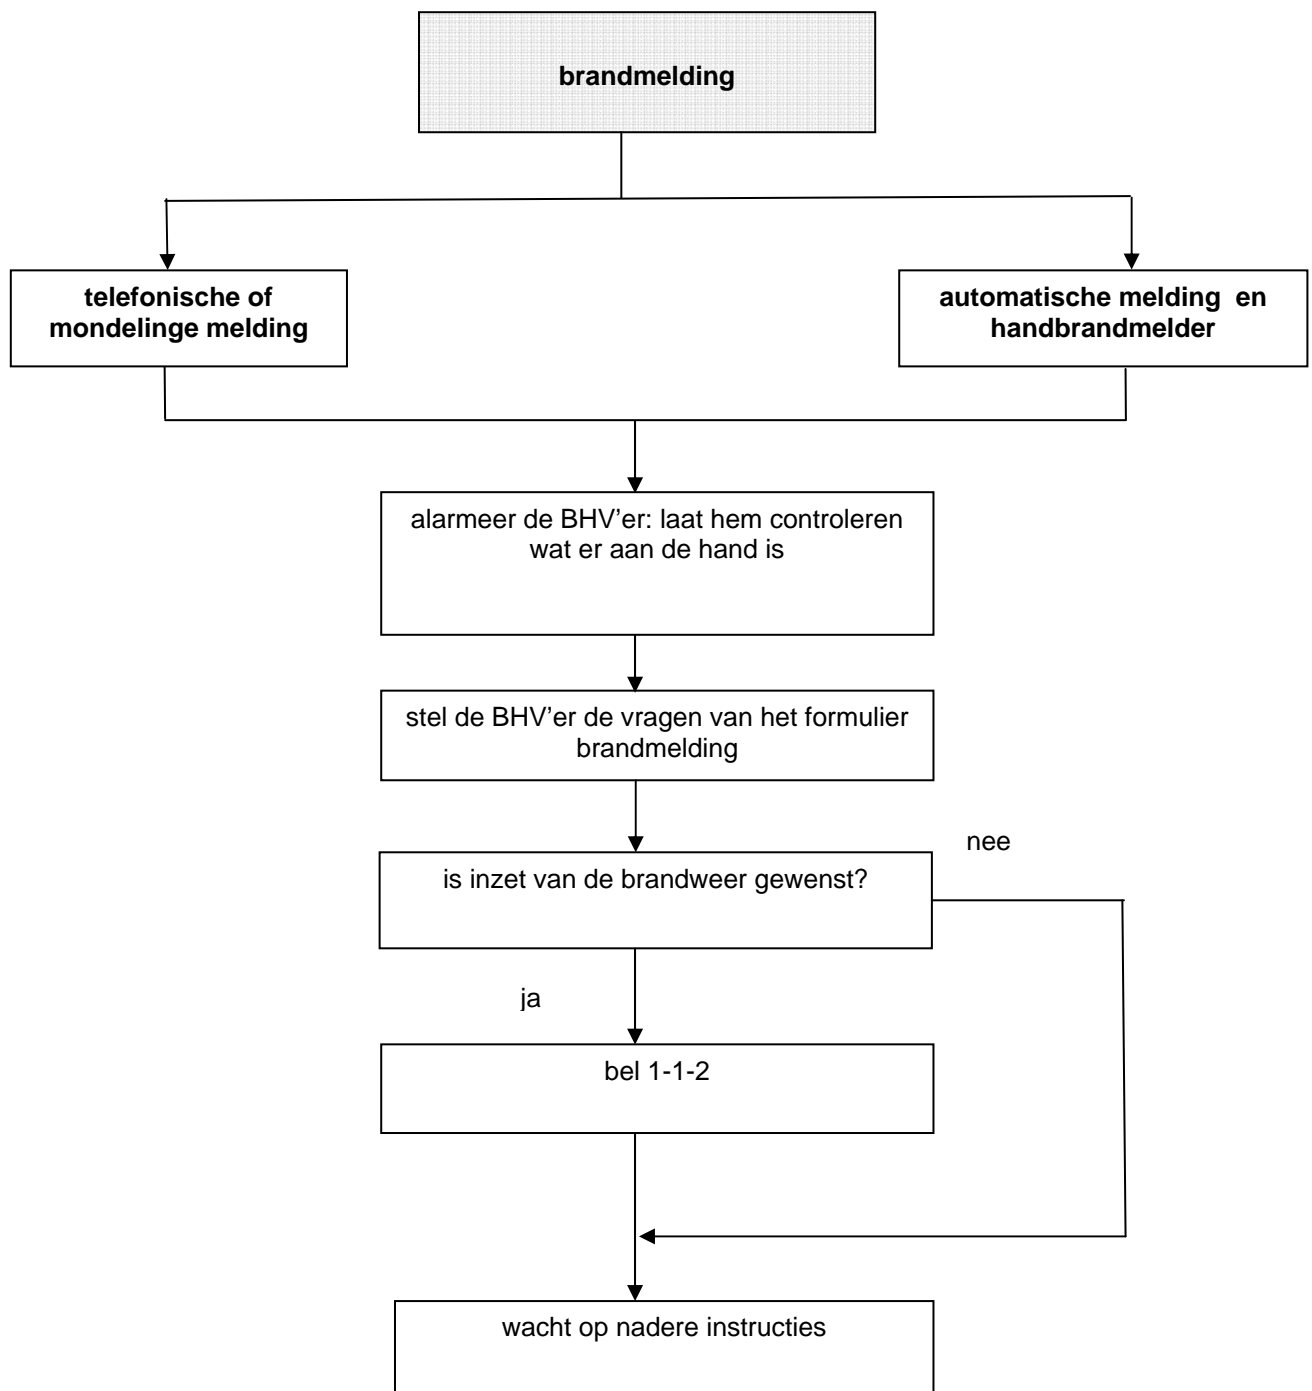 brandmelding
telefonische of
mondelinge melding
automatische melding en
handbrandmelder
alarmeer de BHV’er: laat hem controleren
wat er aan de hand is
stel de BHV’er de vragen van het formulier
brandmelding
nee
is inzet van de brandweer gewenst?
ja
bel 1-1-2
wacht op nadere instructies